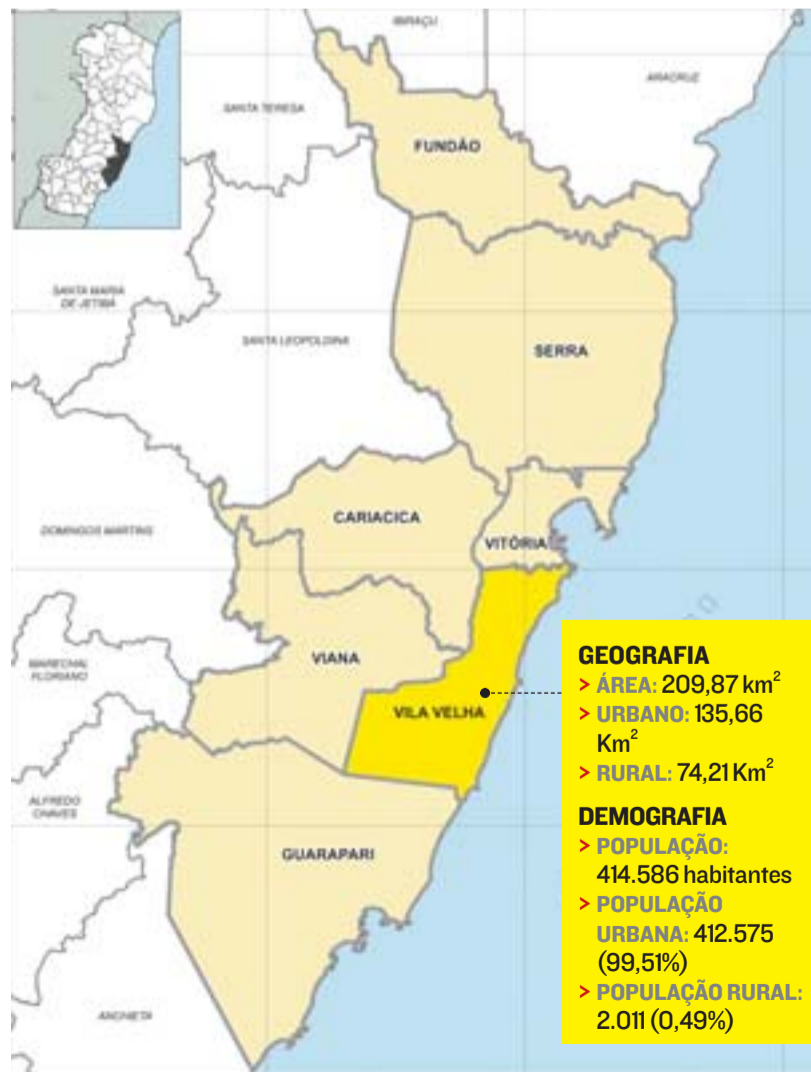 IBIRAÇU
ARACRUZ
SANTA TERESA
FUNDÃO
SANTA MARIA
DE JETIBÁ
SANTA LEOPOLDINA
SERRA
CARIACICA
VITÓRIA
DOMINGOS MARTINS
VIANA
MARECHAL
FLORIANO
VILA VELHA
ALFREDO
CHAVES
GUARAPARI
ANCHIETA
GEOGRAFIA
> ÁREA: 209,87 km²
> URBANO: 135,66
Km²
> RURAL: 74,21 Km²
DEMOGRAFIA
> POPULAÇÃO:
414.586 habitantes
> POPULAÇÃO
URBANA: 412.575
(99,51%)
> POPULAÇÃO RURAL:
2.011 (0,49%)